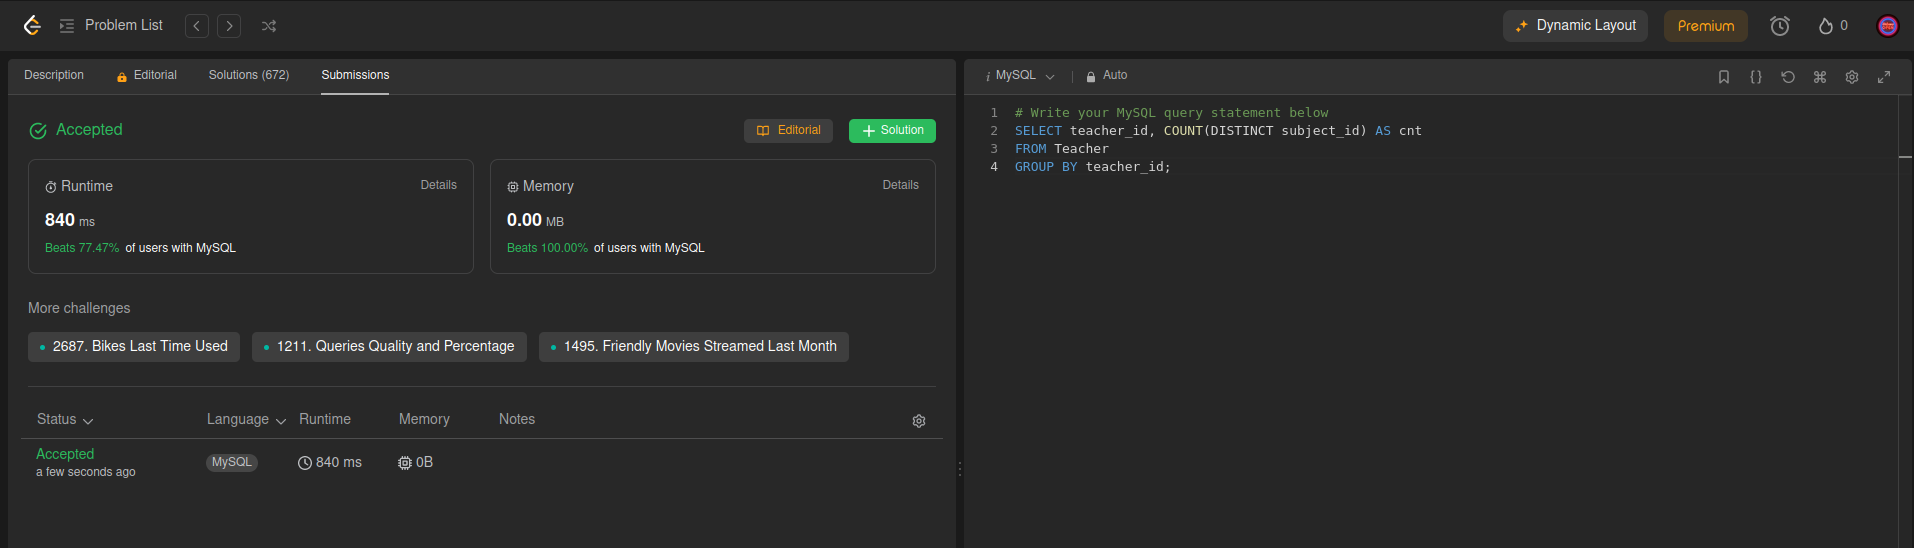 Problem List
Dynamic Layout
Premium
0
Description
Editorial
Solutions (672)
Submissions
Accepted
Editorial
Solution
Runtime
Details
840 ms
Beats 77.47% of users with MySQL
Memory
Details
0.00 MB
Beats 100.00% of users with MySQL
More challenges
2687. Bikes Last Time Used
1211. Queries Quality and Percentage
1495. Friendly Movies Streamed Last Month
Status
Language
Runtime
Memory
Notes
Accepted
a few seconds ago
MySQL
840 ms
0B
i MySQL
Auto
1 # Write your MySQL query statement below
2 SELECT teacher_id, COUNT(DISTINCT subject_id) AS cnt
3 FROM Teacher
4 GROUP BY teacher_id;